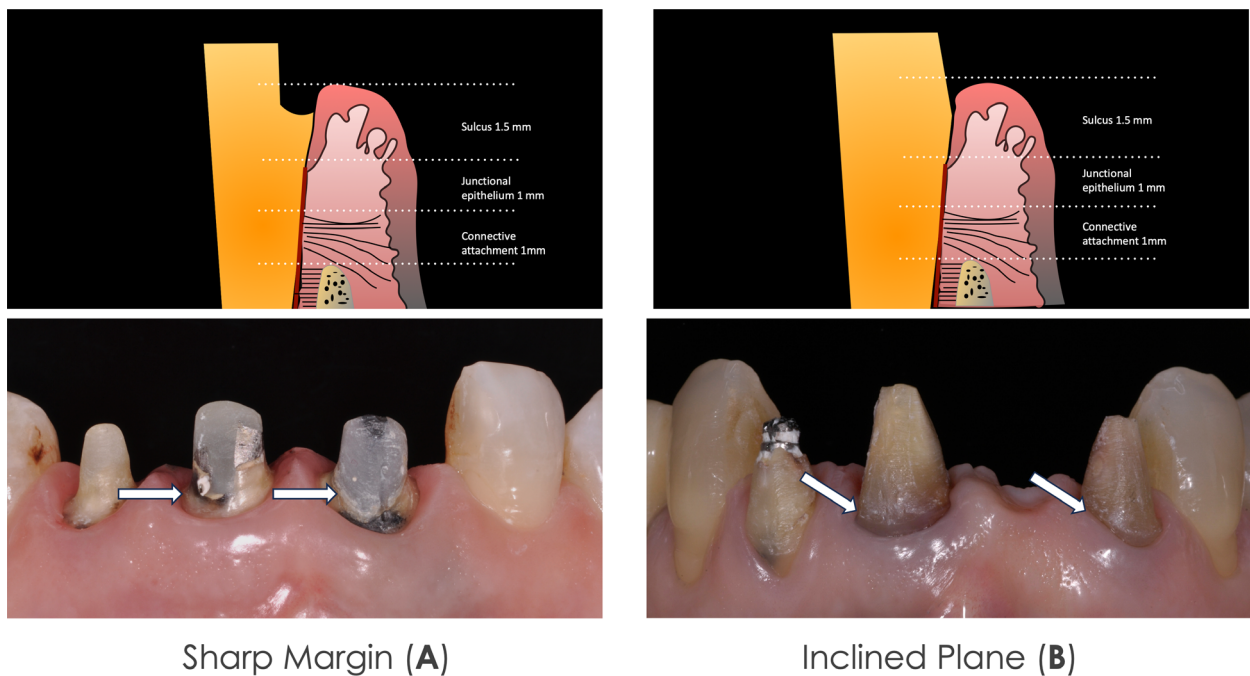 Sulcus 1.5 mm
Junctional
epithelium 1 mm
Connective
attachment 1mm
Sulcus 1.5 mm
Junctional
epithelium 1 mm
Connective
attachment 1mm
Sharp Margin (A)
Inclined Plane (B)